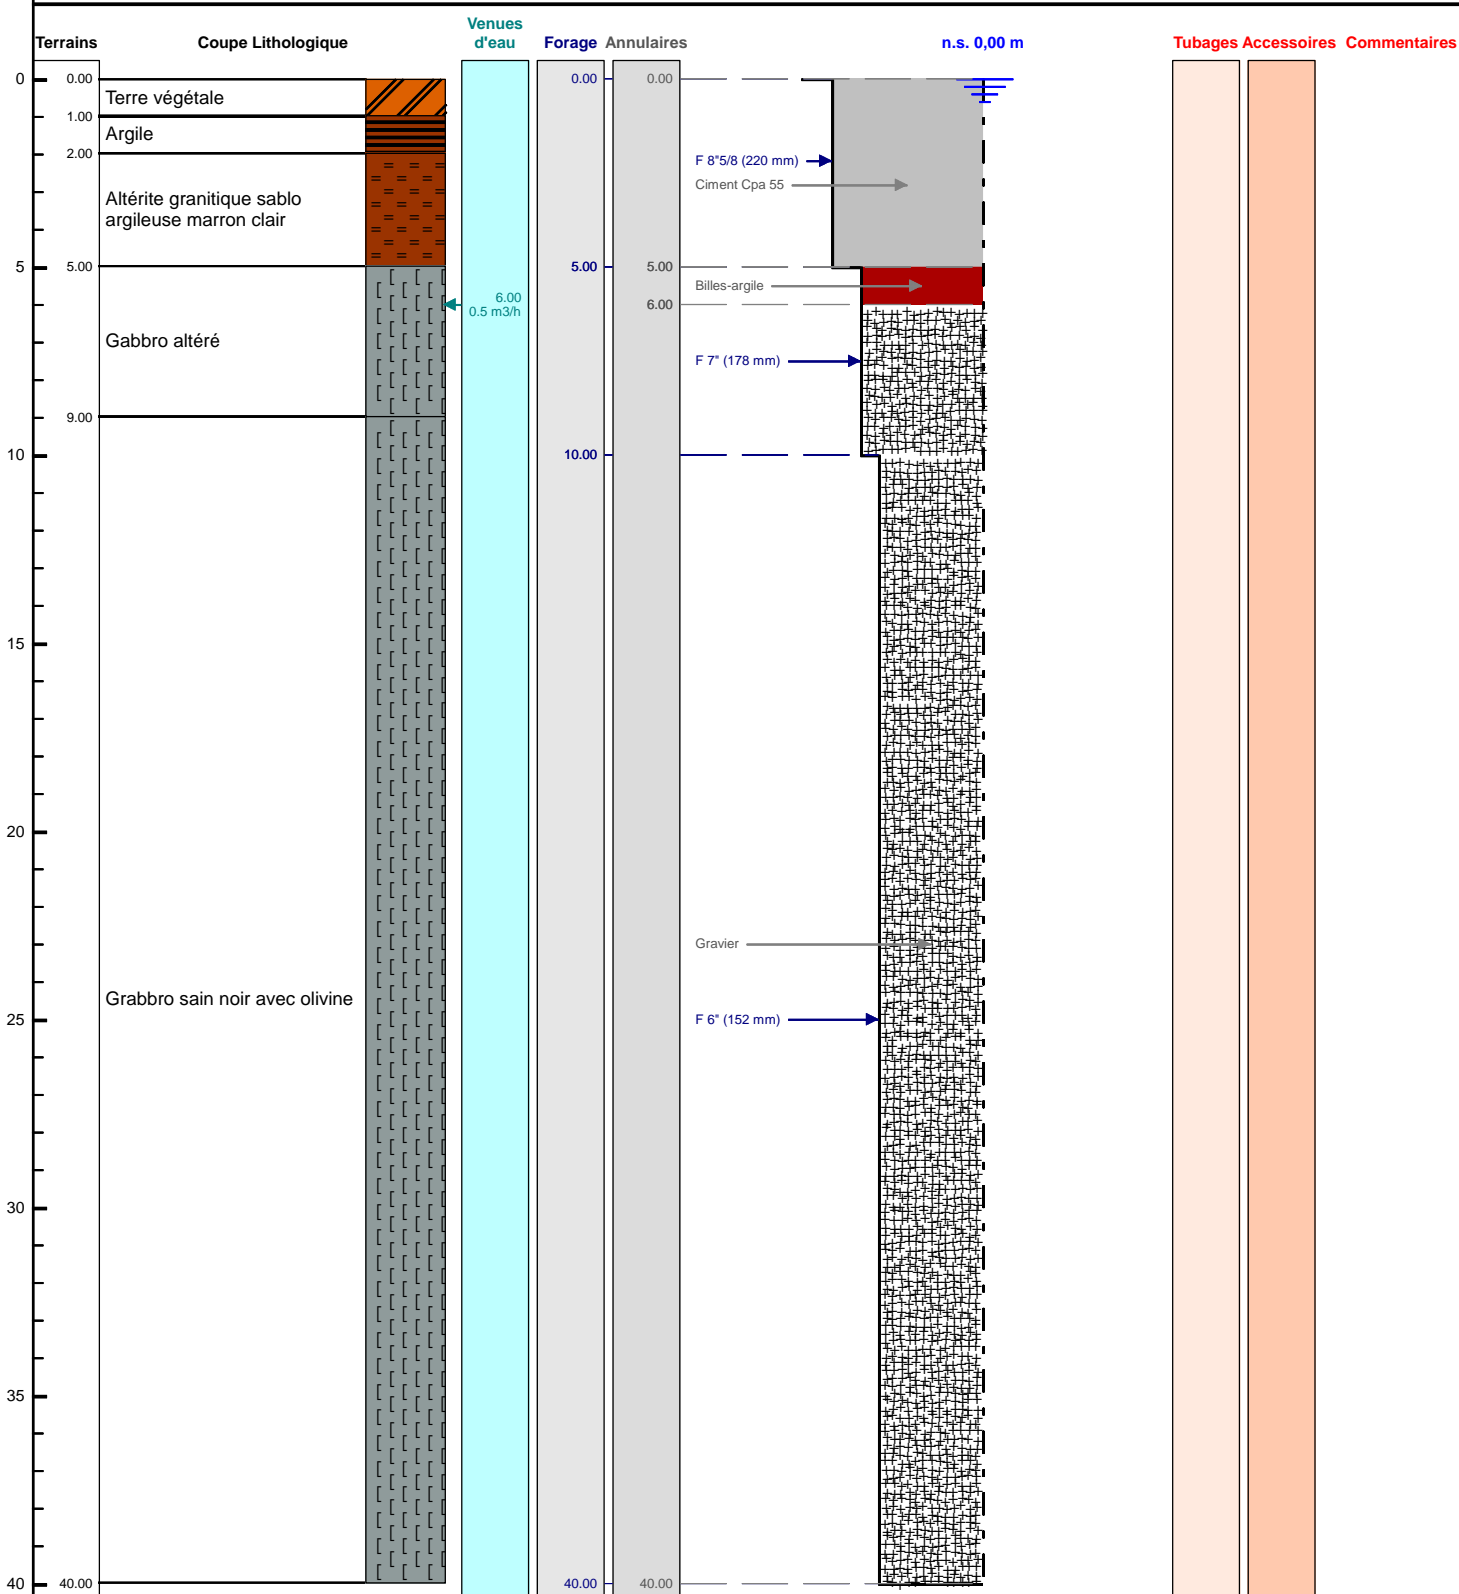 Venues
Terrains Coupe Lithologique d'eau Forage Annulaires n.s. 0,00 m Tubages Accessoires Commentaires
0 0.00 0.00 0.00
Terre végétale
1.00
Argile
2.00
F 8"5/8 (220 mm)
Ciment Cpa 55
Altérite granitique sablo
argileuse marron clair
5 5.00 5.00 5.00
Billes-argile
6.00 6.00
0.5 m3/h
Gabbro altéré
F 7" (178 mm)
9.00
10 10.00
15
20
Gravier
Grabbro sain noir avec olivine
25 F 6" (152 mm)
30
35
40 40.00 40.00 40.00